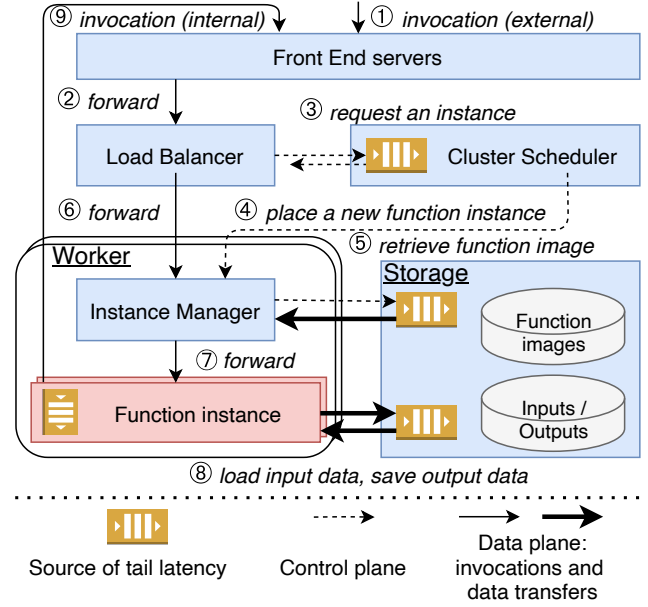 ⑨ invocation (internal)
① invocation (external)
Front End servers
② forward
③ request an instance
Load Balancer
Cluster Scheduler
⑥ forward
④ place a new function instance
⑤ retrieve function image
Worker
Storage
Instance Manager
Function
images
⑦ forward
Function instance
Inputs /
Outputs
⑧ load input data, save output data
Source of tail latency
Control plane
Data plane:
invocations and
data transfers